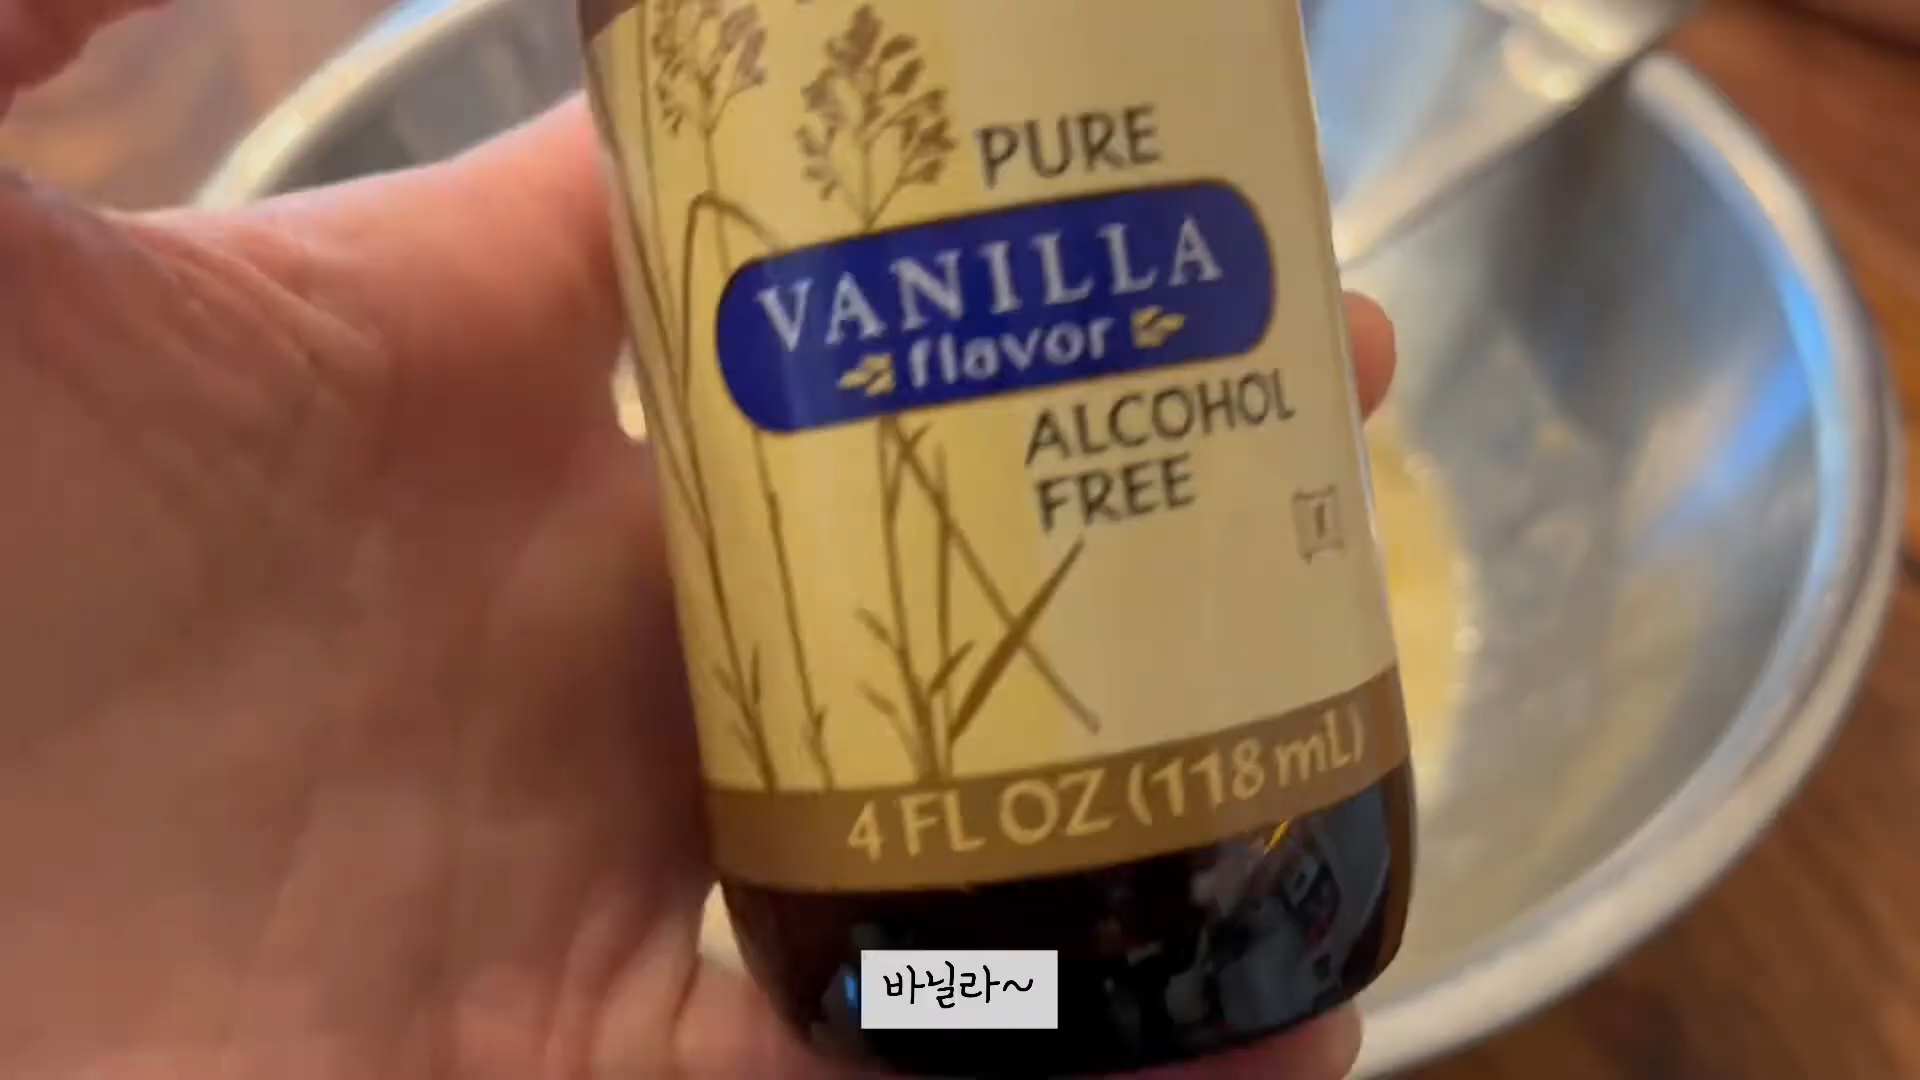 PURE
VANILLA
flavor
ALCOHOL
FREE
4 FL OZ (118 mL)
바닐라~